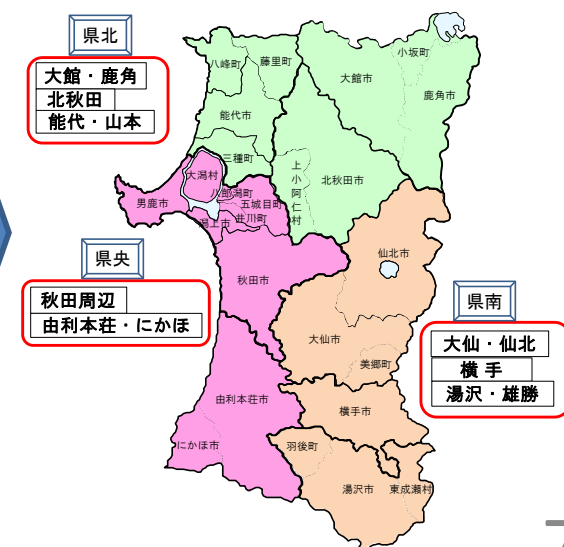 県北
大館・鹿角
北秋田
能代・山本
県央
秋田周辺
由利本荘・にかほ
県南
大仙・仙北
横手
湯沢・雄勝
八峰町
藤里町
小坂町
大館市
鹿角市
能代市
三種町
上小阿仁村
北秋田市
大潟村
男鹿市
八郎潟町
五城目町
井川町
潟上市
秋田市
仙北市
大仙市
美郷町
由利本荘市
横手市
にかほ市
羽後町
湯沢市
東成瀬村